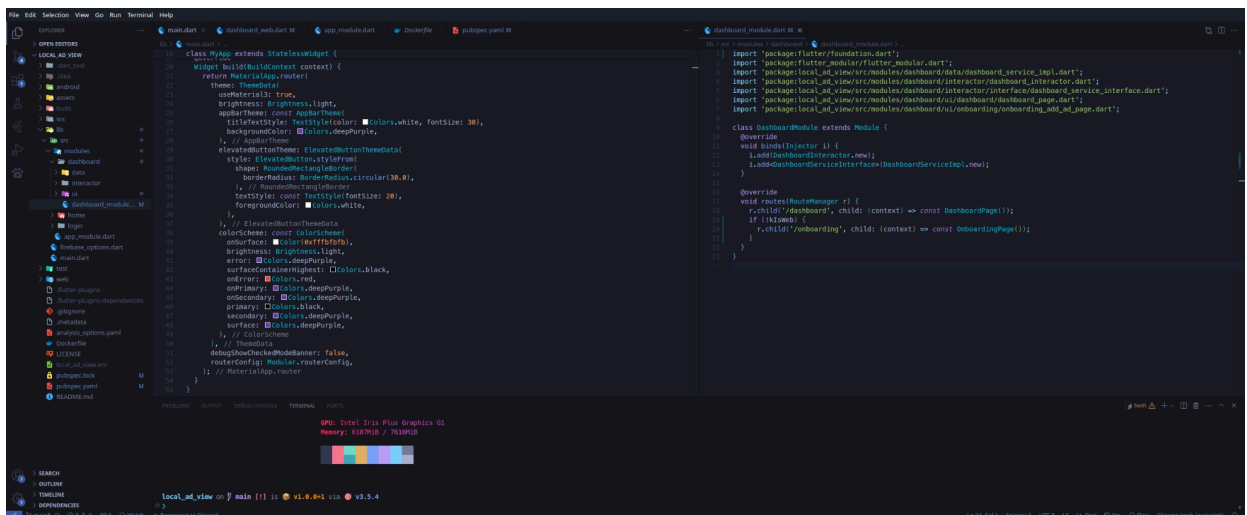 File Edit Selection View Go Run Terminal Help
EXPLORER
main.dart
dashboard_web.dart M
app_module.dart
Dockerfile
pubspec.yaml M
dashboard_module.dart M
OPEN EDITORS
LOCAL_AD_VIEW
.dart_tool
.idea
android
assets
build
ios
lib
src
modules
dashboard
data
interactor
ui
dashboard_module... M
home
login
app_module.dart
firebase_options.dart
main.dart
test
web
.flutter-plugins
.flutter-plugins-dependencies
.gitignore
.metadata
analysis_options.yaml
Dockerfile
LICENSE
local_ad_view.iml
pubspec.lock M
pubspec.yaml M
README.md
SEARCH
OUTLINE
TIMELINE
DEPENDENCIES
lib > main.dart > ...
class MyApp extends StatelessWidget {
Widget build(BuildContext context) {
return MaterialApp.router(
theme: ThemeData(
useMaterial3: true,
brightness: Brightness.light,
appBarTheme: const AppBarTheme(
titleTextStyle: TextStyle(color: Colors.white, fontSize: 30),
backgroundColor: Colors.deepPurple,
), // AppBarTheme
elevatedButtonTheme: ElevatedButtonThemeData(
style: ElevatedButton.styleFrom(
shape: RoundedRectangleBorder(
borderRadius: BorderRadius.circular(30.0),
), // RoundedRectangleBorder
textStyle: const TextStyle(fontSize: 20),
foregroundColor: Colors.white,
),
), // ElevatedButtonThemeData
colorScheme: const ColorScheme(
onSurface: Color(0xfffbfbfb),
brightness: Brightness.light,
error: Colors.deepPurple,
surfaceContainerHighest: Colors.black,
onError: Colors.red,
onPrimary: Colors.deepPurple,
onSecondary: Colors.deepPurple,
primary: Colors.black,
secondary: Colors.deepPurple,
surface: Colors.deepPurple,
), // ColorScheme
), // ThemeData
debugShowCheckedModeBanner: false,
routerConfig: Modular.routerConfig,
); // MaterialApp.router
}
}
lib > src > modules > dashboard > dashboard_module.dart > ...
import 'package:flutter/foundation.dart';
import 'package:flutter_modular/flutter_modular.dart';
import 'package:local_ad_view/src/modules/dashboard/data/dashboard_service_impl.dart';
import 'package:local_ad_view/src/modules/dashboard/interactor/dashboard_interactor.dart';
import 'package:local_ad_view/src/modules/dashboard/interactor/interface/dashboard_service_interface.dart';
import 'package:local_ad_view/src/modules/dashboard/ui/dashboard/dashboard_page.dart';
import 'package:local_ad_view/src/modules/dashboard/ui/onboarding/onboarding_add_ad_page.dart';
class DashboardModule extends Module {
@override
void binds(Injector i) {
i.add(DashboardInteractor.new);
i.add<DashboardServiceInterface>(DashboardServiceImpl.new);
}
@override
void routes(RouteManager r) {
r.child('/dashboard', child: (context) => const DashboardPage());
if (!kIsWeb) {
r.child('/onboarding', child: (context) => const OnboardingPage());
}
}
}
PROBLEMS OUTPUT DEBUG CONSOLE TERMINAL PORTS
bash
GPU: Intel Iris Plus Graphics G1
Memory: 6107MiB / 7616MiB
local_ad_view on main [!] is v1.0.0+1 via v3.5.4